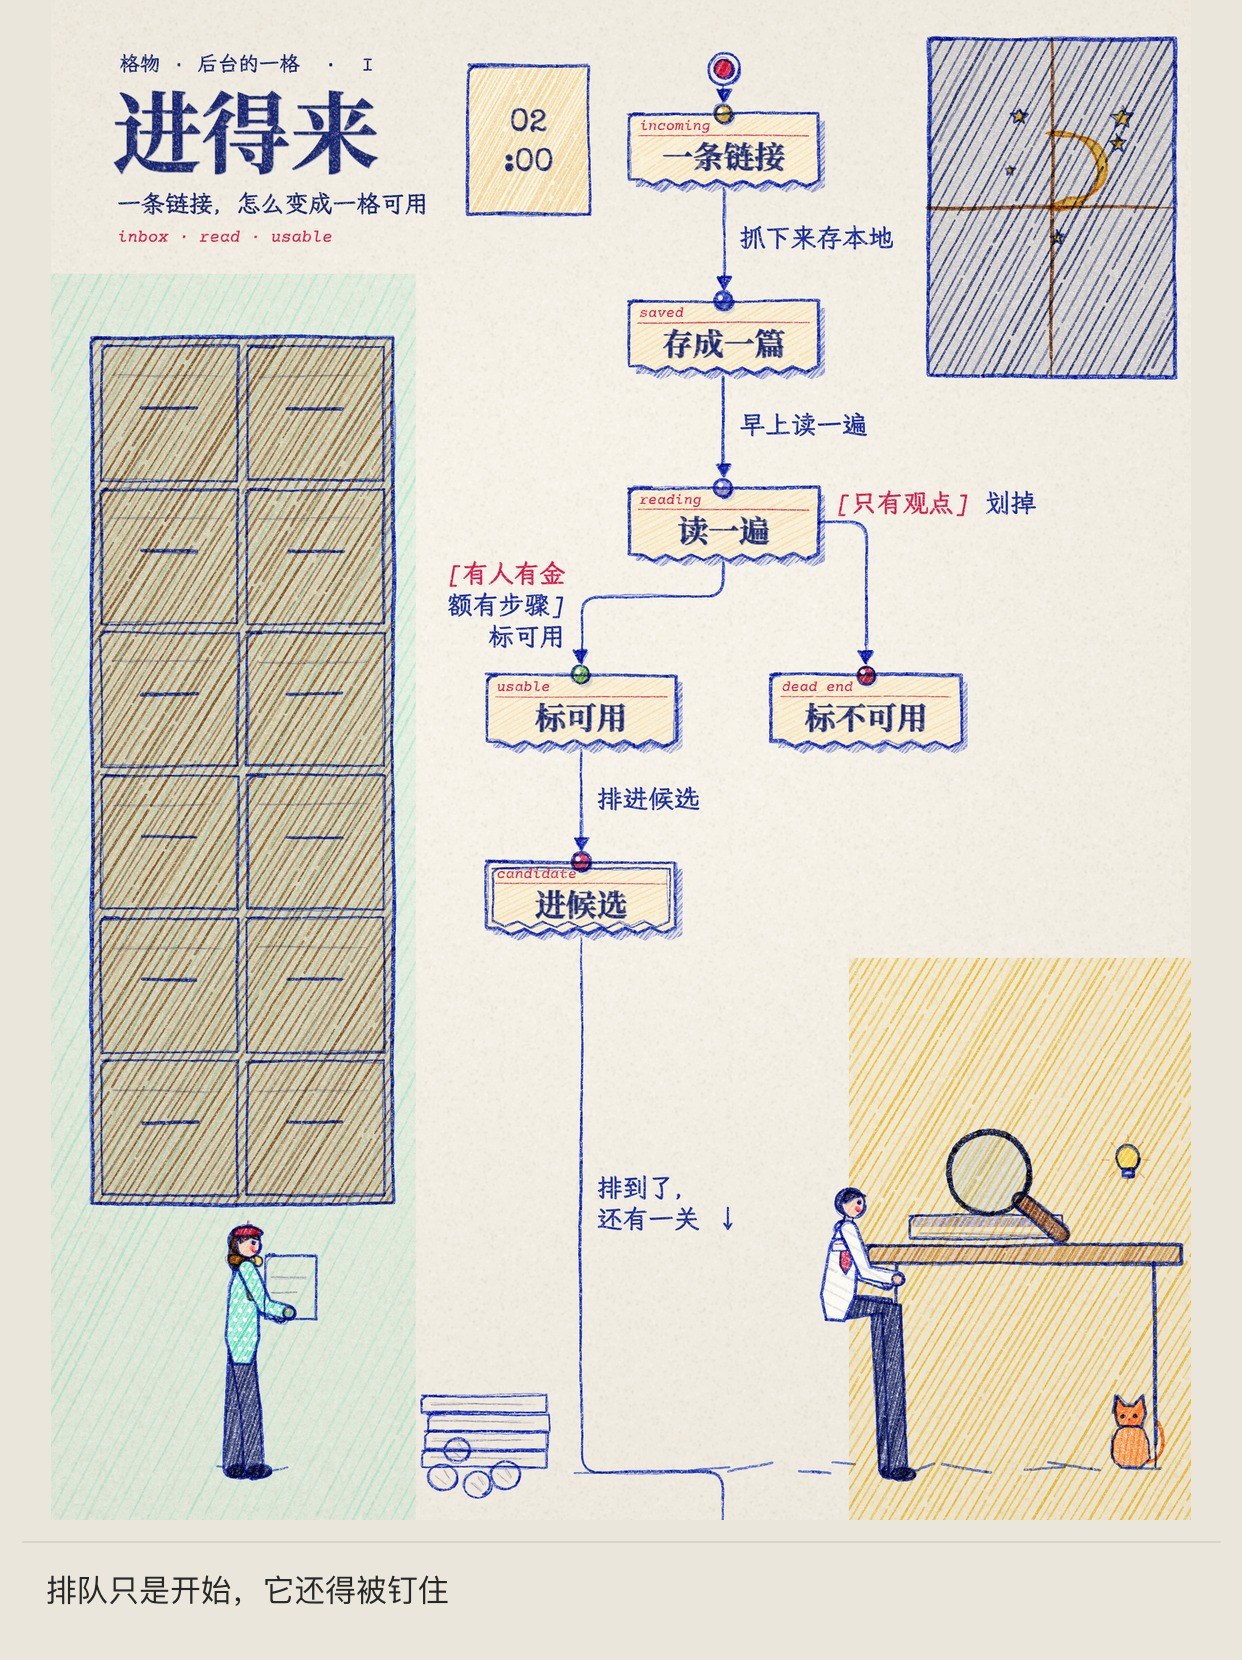 格物 · 后台的一格 · I
进得来
一条链接，怎么变成一格可用
inbox · read · usable
02
:00
incoming
一条链接
抓下来存本地
saved
存成一篇
早上读一遍
reading
读一遍
[只有观点] 划掉
[有人有金
额有步骤]
标可用
usable
标可用
dead end
标不可用
排进候选
candidate
进候选
排到了，
还有一关 ↓
排队只是开始，它还得被钉住